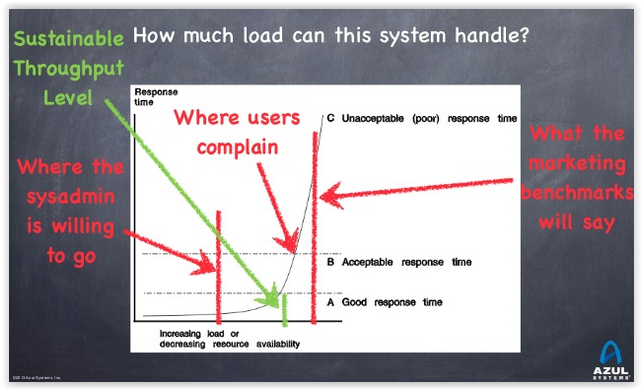 How much load can this system handle?
Sustainable
Throughput
Level
Response
time
Where users
complain
C Unacceptable (poor) response time
What the
marketing
benchmarks
will say
Where the
sysadmin
is willing
to go
B Acceptable response time
A Good response time
Increasing load or
decreasing resource availability
©2013 Azul Systems, Inc.
AZUL
SYSTEMS